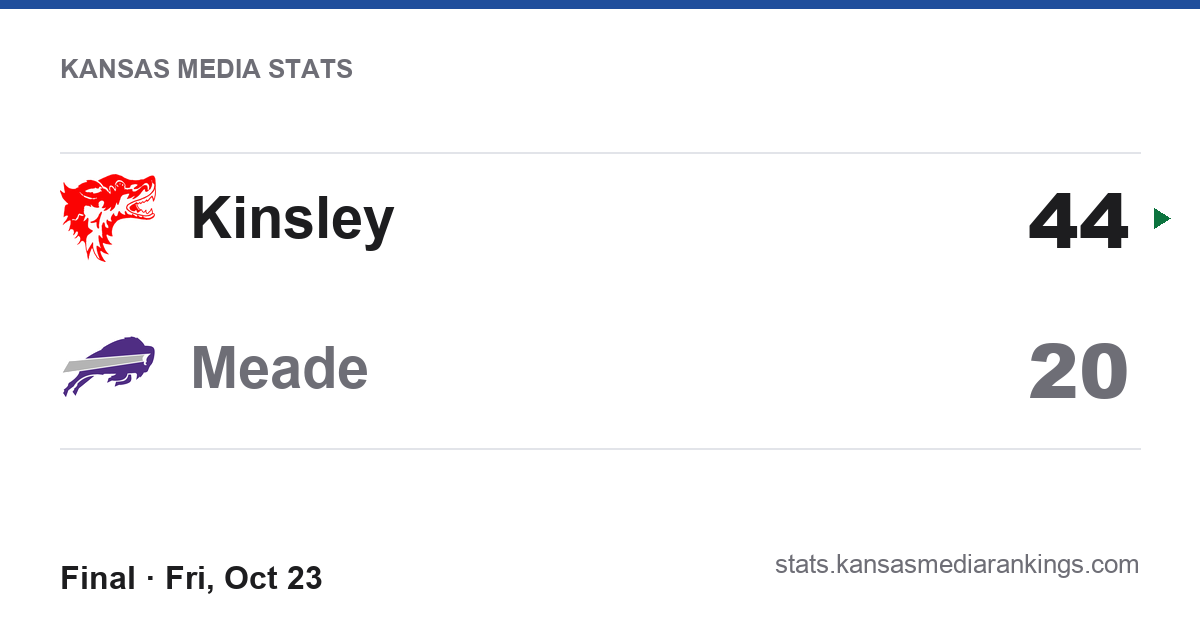 KANSAS MEDIA STATS
Kinsley 44
Meade 20
Final · Fri, Oct 23
stats.kansasmediarankings.com